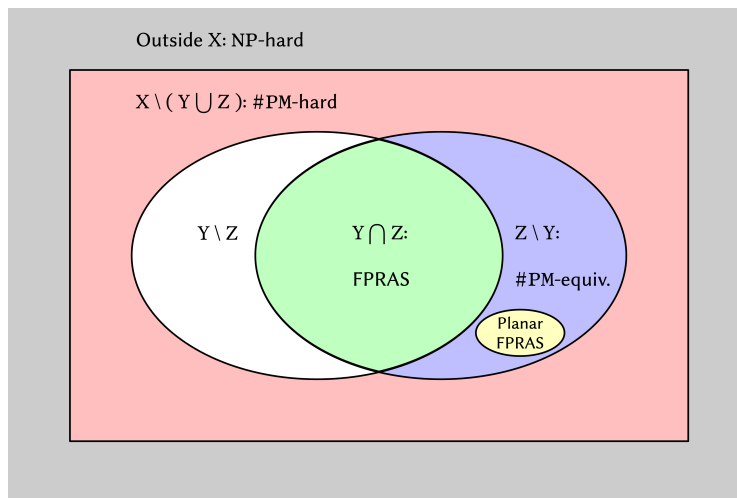 Outside X: NP-hard
X \ ( Y ⋃ Z ): #PM-hard
Y \ Z
Y ⋂ Z:
Z \ Y:
FPRAS
#PM-equiv.
Planar
FPRAS